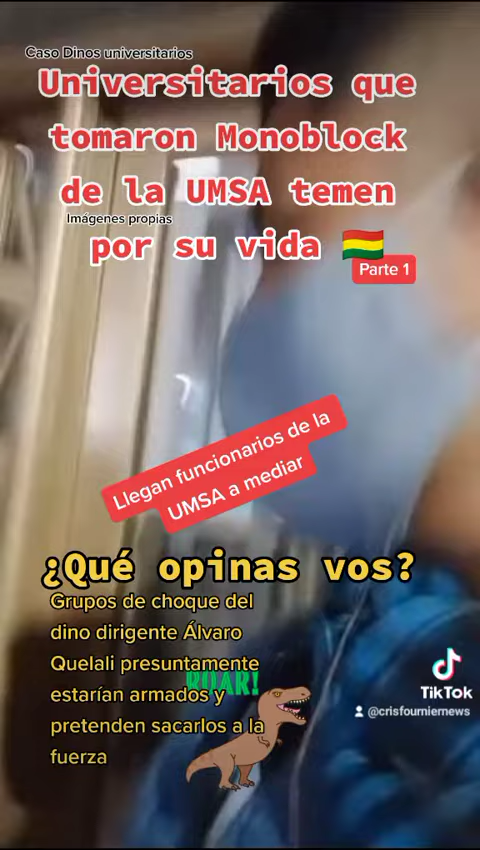 Caso Dinos universitarios
Universitarios que
tomaron Monoblock
de la UMSA temen
Imágenes propias
por su vida
Parte 1
Llegan funcionarios de la
UMSA a mediar
¿Qué opinas vos?
Grupos de choque del
dino dirigente Álvaro
Quelali presuntamente
estarían armados y
ROAR!
pretenden sacarlos a la
fuerza
TikTok
@crisfourniernews